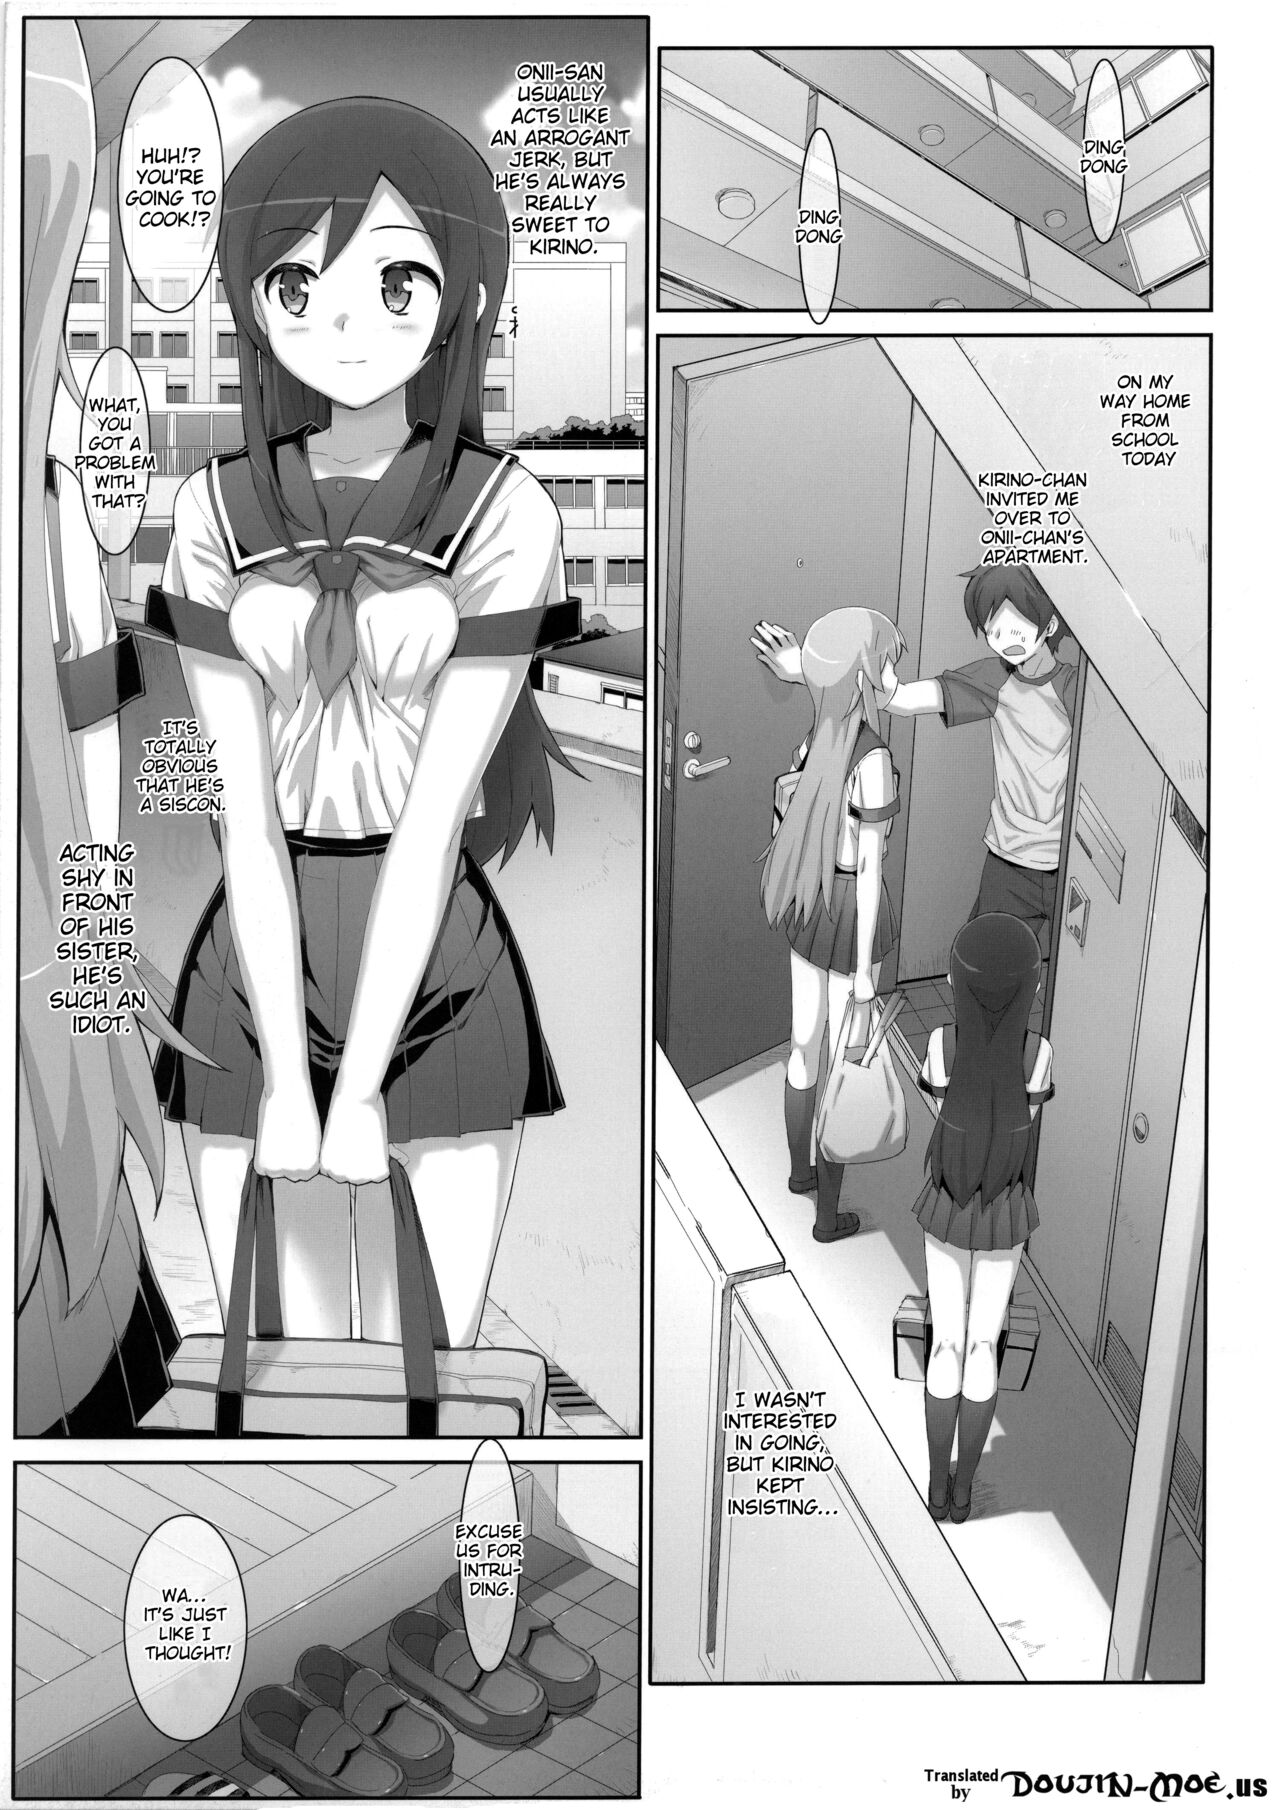 DING
DONG
DING
DONG
ON MY
WAY HOME
FROM
SCHOOL
TODAY
KIRINO-CHAN
INVITED ME
OVER TO
ONII-CHAN'S
APARTMENT.
I WASN'T
INTERESTED
IN GOING,
BUT KIRINO
KEPT
INSISTING...
ONII-SAN
USUALLY
ACTS LIKE
AN ARROGANT
JERK, BUT
HE'S ALWAYS
REALLY
SWEET TO
KIRINO.
HUH!?
YOU'RE
GOING TO
COOK!?
WHAT,
YOU
GOT A
PROBLEM
WITH
THAT?
IT'S
TOTALLY
OBVIOUS
THAT HE'S
A SISCON.
ACTING
SHY IN
FRONT
OF HIS
SISTER,
HE'S
SUCH AN
IDIOT.
EXCUSE
US FOR
INTRU-
DING.
WA...
IT'S JUST
LIKE I
THOUGHT!
Translated
by
DOUJIN-MOE.us